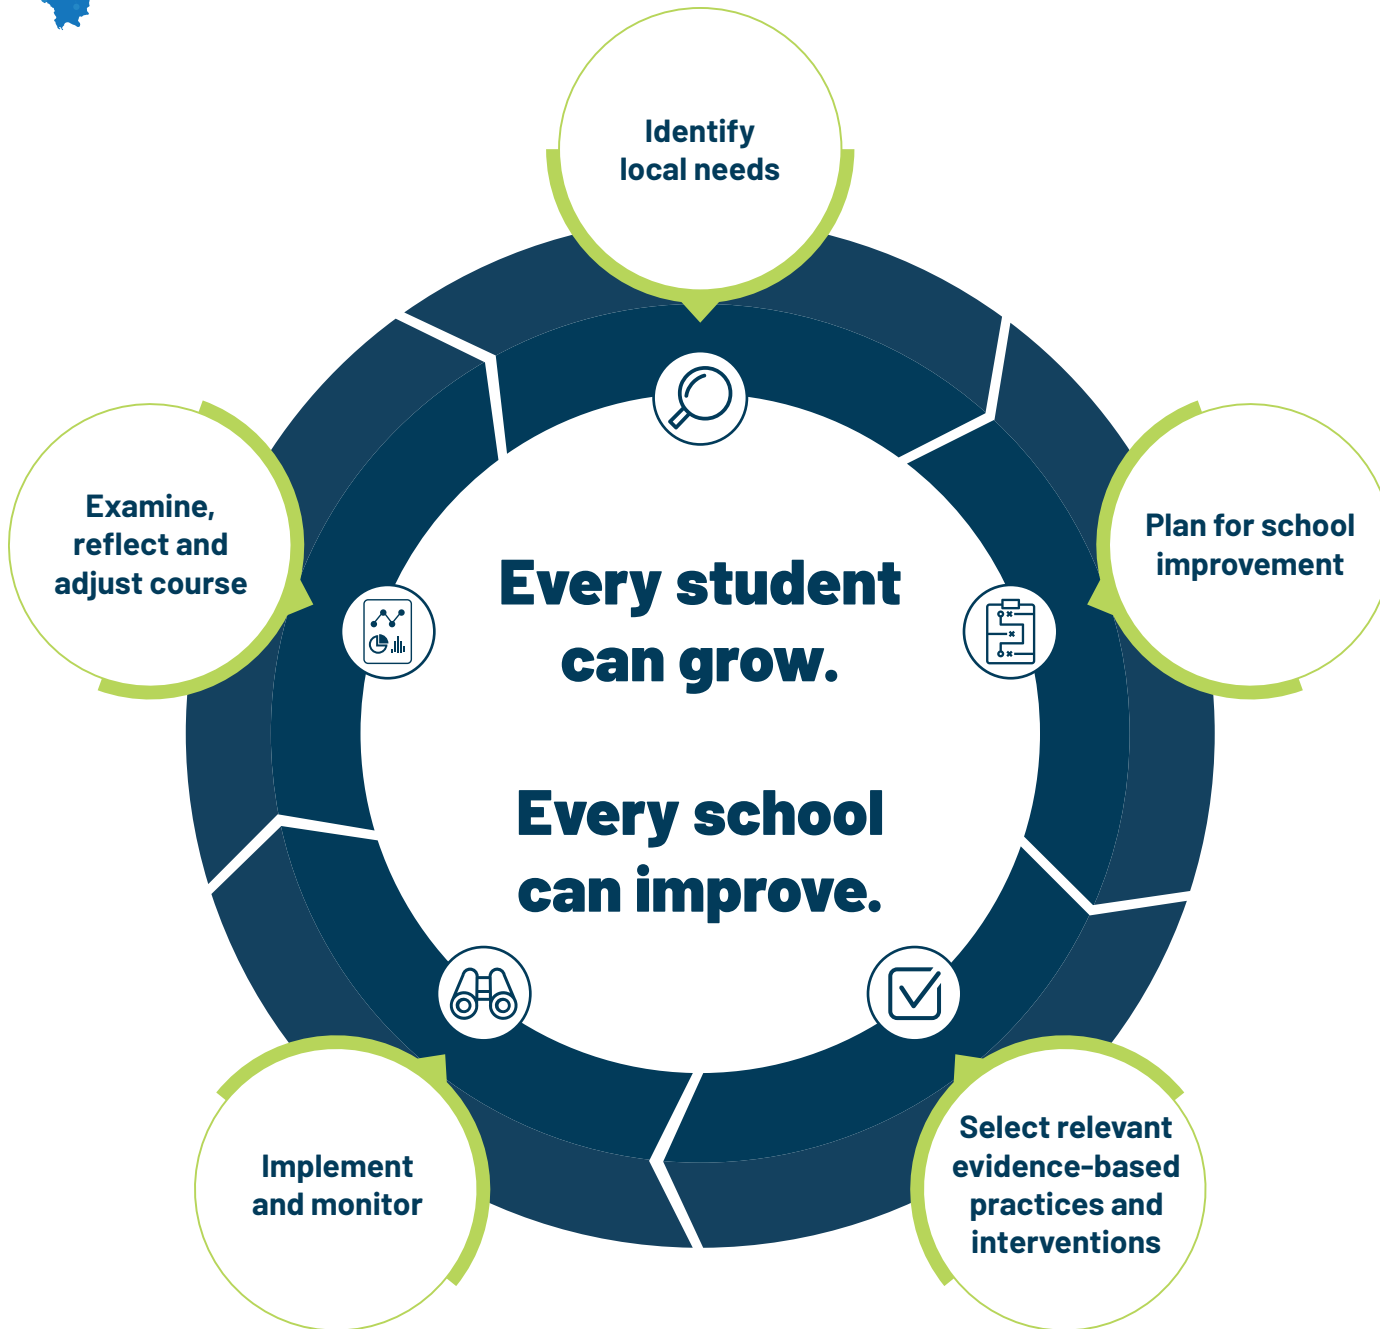 Identify
local needs
Plan for school
improvement
Select relevant
evidence-based
practices and
interventions
Implement
and monitor
Examine,
reflect and
adjust course
Every student
can grow.
Every school
can improve.